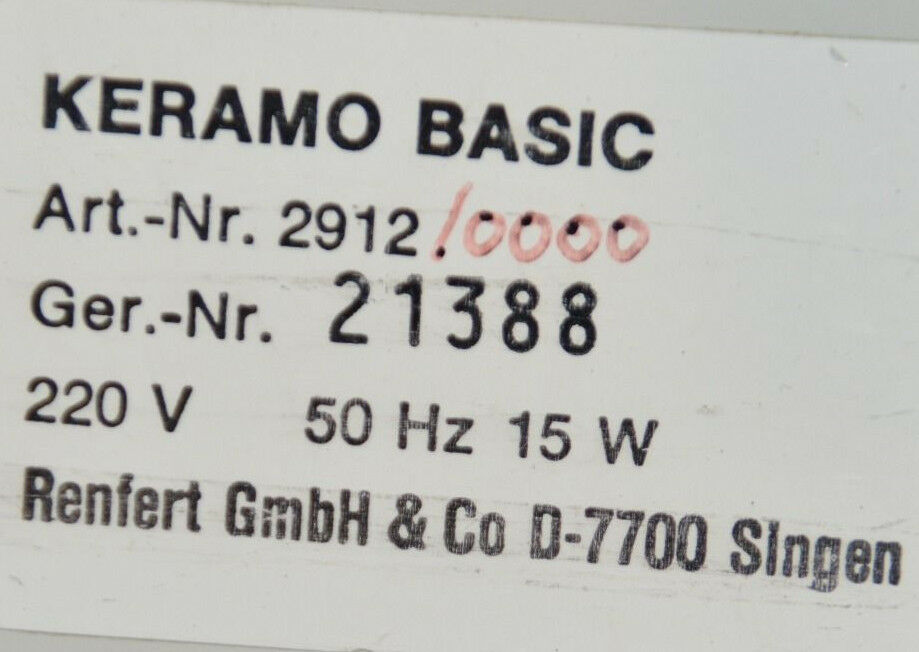 KERAMO BASIC
Art.-Nr. 2912/0000
Ger.-Nr. 21388
220 V 50 Hz 15 W
Renfert GmbH & Co D-7700 Singen